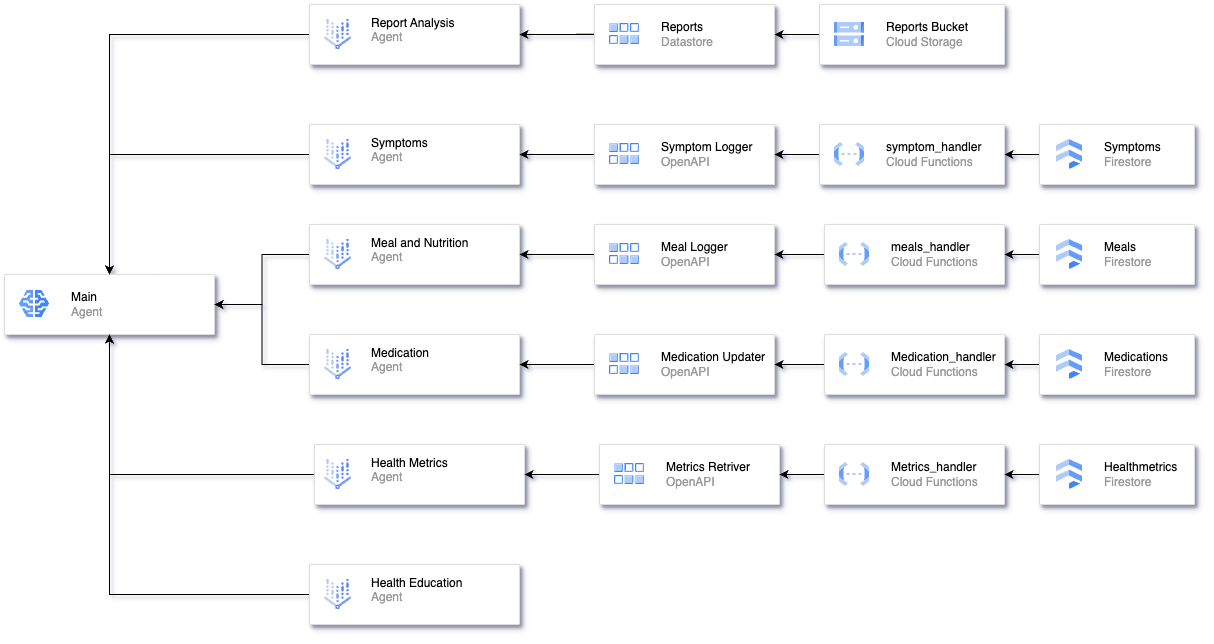 Report Analysis
Agent
Reports
Datastore
Reports Bucket
Cloud Storage
Symptoms
Agent
Symptom Logger
OpenAPI
symptom_handler
Cloud Functions
Symptoms
Firestore
Meal and Nutrition
Agent
Meal Logger
OpenAPI
meals_handler
Cloud Functions
Meals
Firestore
Main
Agent
Medication
Agent
Medication Updater
OpenAPI
Medication_handler
Cloud Functions
Medications
Firestore
Health Metrics
Agent
Metrics Retriver
OpenAPI
Metrics_handler
Cloud Functions
Healthmetrics
Firestore
Health Education
Agent